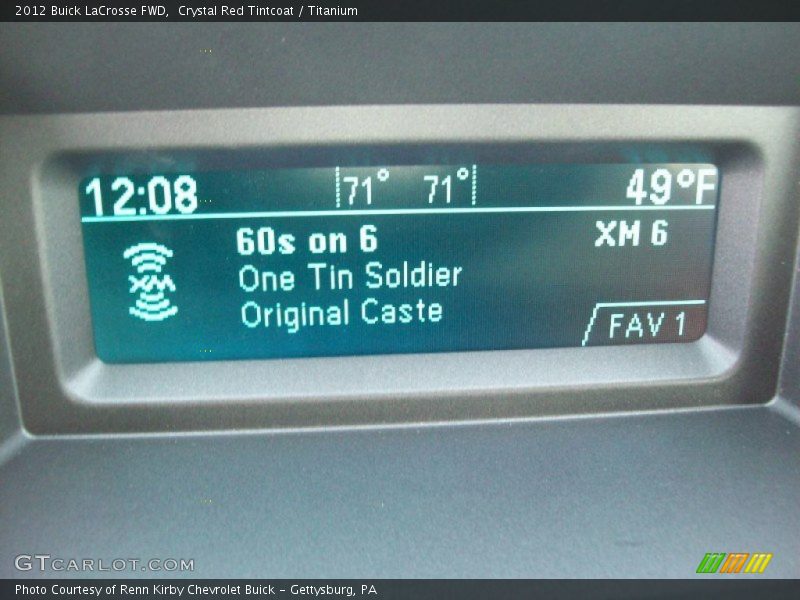 2012 Buick LaCrosse FWD,  Crystal Red Tintcoat / Titanium
12:08 71° 71° 49°F
60s on 6 XM 6
XM One Tin Soldier
Original Caste
FAV 1
GTCARLOT.COM
Photo Courtesy of Renn Kirby Chevrolet Buick - Gettysburg, PA